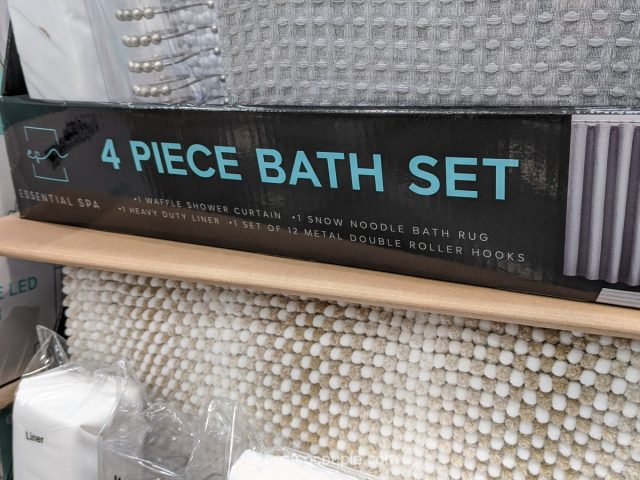 4 PIECE BATH SET
ESSENTIAL SPA
•1 WAFFLE SHOWER CURTAIN •1 SNOW NOODLE BATH RUG
•1 HEAVY DUTY LINER •1 SET OF 12 METAL DOUBLE ROLLER HOOKS
LED
Liner